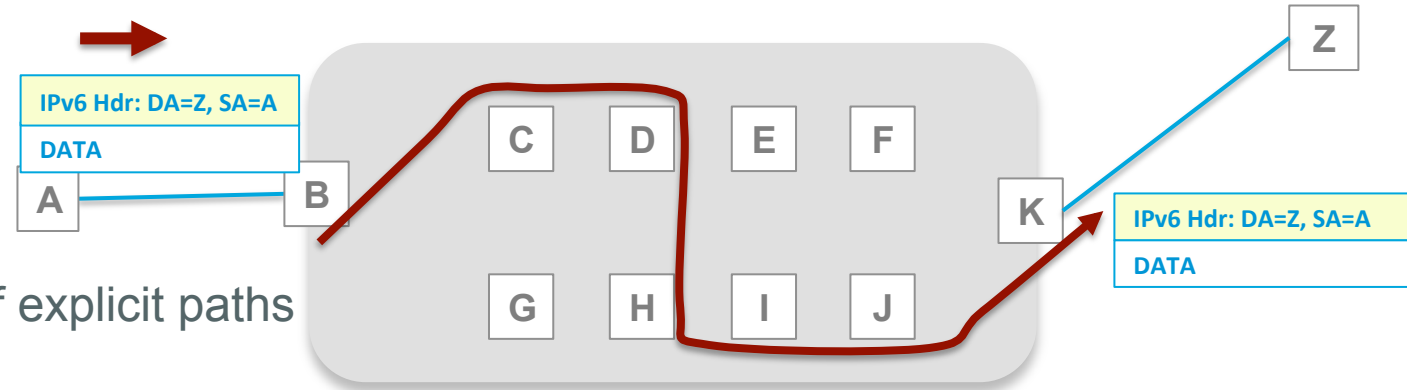 Z
IPv6 Hdr: DA=Z, SA=A
DATA
C D E F
A B
K
IPv6 Hdr: DA=Z, SA=A
DATA
explicit paths
G H I J